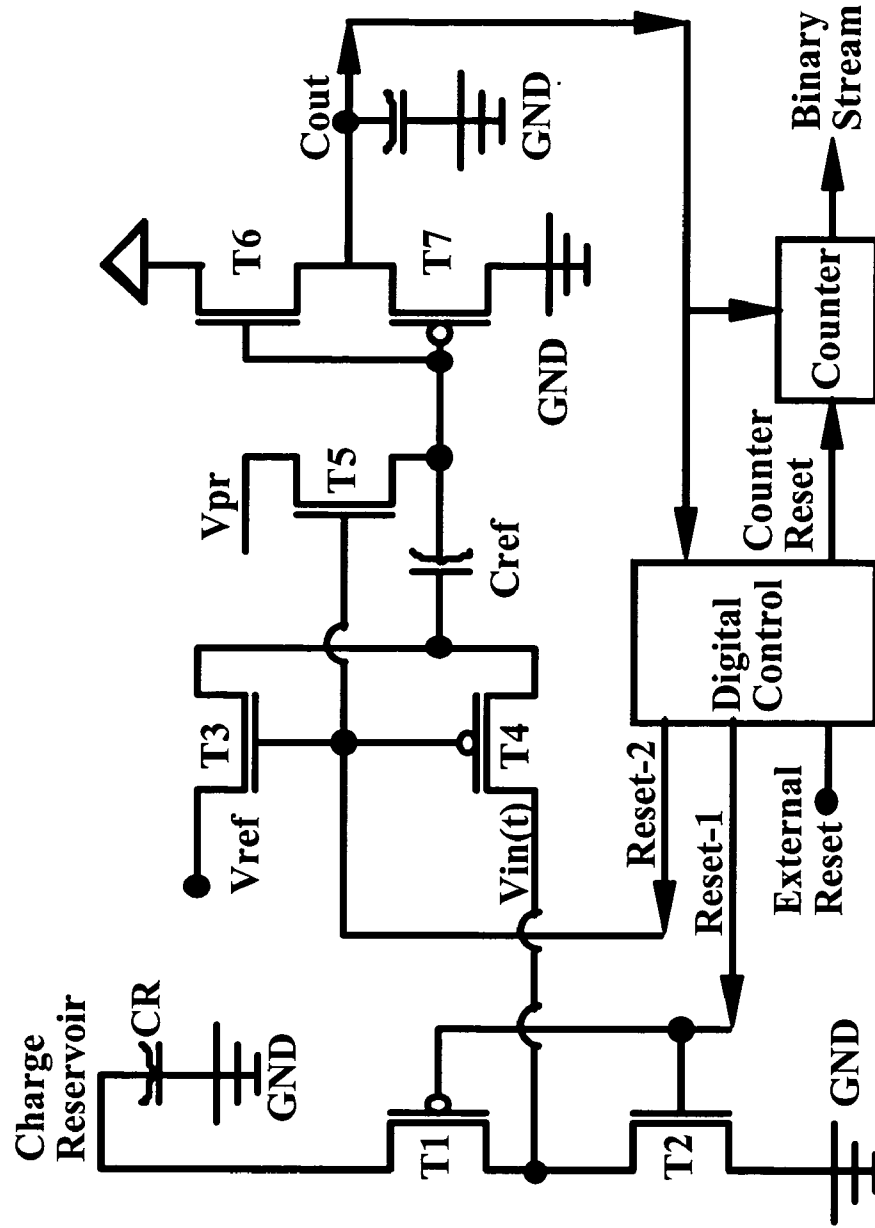 Charge
Reservoir
CR
GND
T1
T2
GND
Vref
T3
T4
Vin(t)
Vpr
T5
Cref
T6
T7
GND
Cout
GND
Reset-2
Reset-1
External
Reset
Digital
Control
Counter
Reset
Counter
Binary
Stream